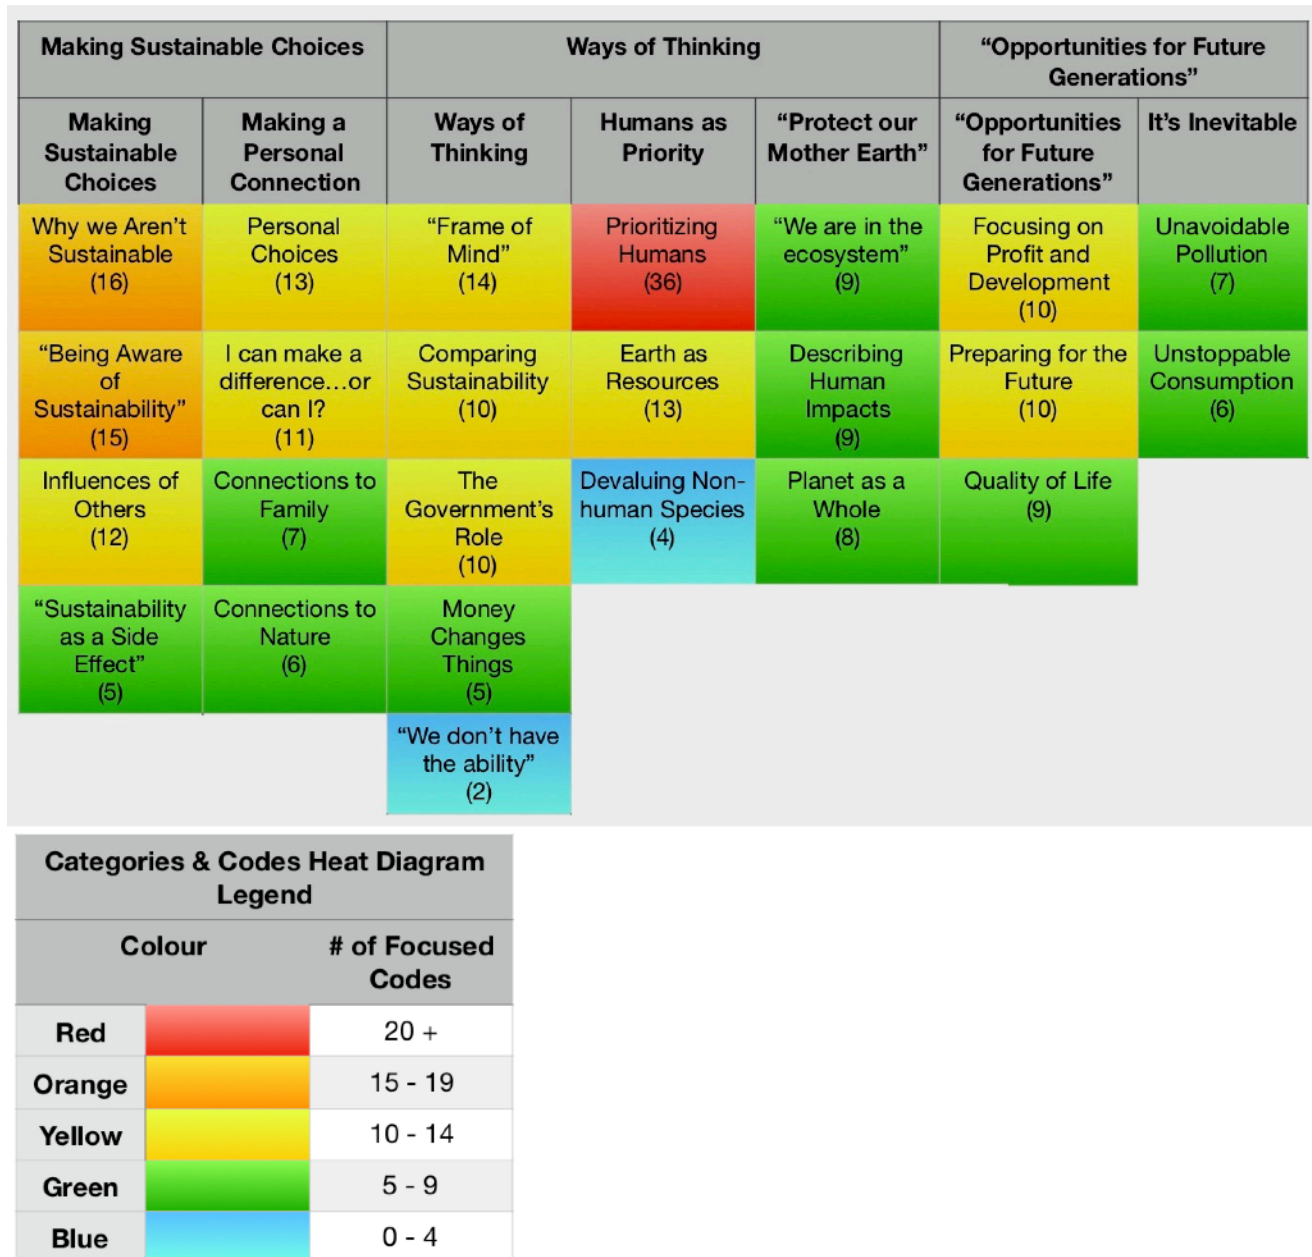 Making Sustainable Choices
Ways of Thinking
“Opportunities for Future
Generations”
Making
Sustainable
Choices
Making a
Personal
Connection
Ways of
Thinking
Humans as
Priority
“Protect our
Mother Earth”
“Opportunities
for Future
Generations”
It’s Inevitable
Why we Aren’t
Sustainable
(16)
Personal
Choices
(13)
“Frame of
Mind”
(14)
Prioritizing
Humans
(36)
“We are in the
ecosystem”
(9)
Focusing on
Profit and
Development
(10)
Unavoidable
Pollution
(7)
“Being Aware
of
Sustainability”
(15)
I can make a
difference...or
can I?
(11)
Comparing
Sustainability
(10)
Earth as
Resources
(13)
Describing
Human
Impacts
(9)
Preparing for the
Future
(10)
Unstoppable
Consumption
(6)
Influences of
Others
(12)
Connections to
Family
(7)
The
Government’s
Role
(10)
Devaluing Non-
human Species
(4)
Planet as a
Whole
(8)
Quality of Life
(9)
“Sustainability
as a Side
Effect”
(5)
Connections to
Nature
(6)
Money
Changes
Things
(5)
“We don’t have
the ability”
(2)
Categories & Codes Heat Diagram
Legend
Colour
# of Focused
Codes
Red
20 +
Orange
15 - 19
Yellow
10 - 14
Green
5 - 9
Blue
0 - 4